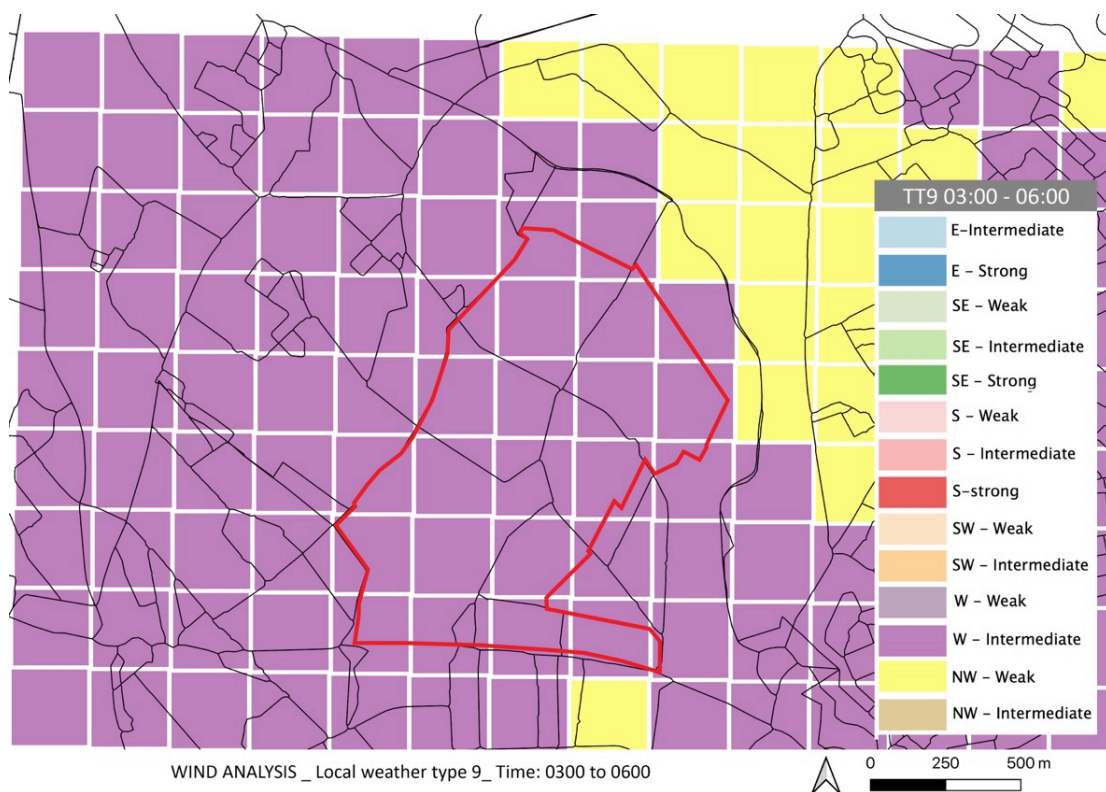 TT9 03:00 - 06:00
E-Intermediate
E - Strong
SE - Weak
SE - Intermediate
SE - Strong
S - Weak
S - Intermediate
S-strong
SW - Weak
SW - Intermediate
W - Weak
W - Intermediate
NW - Weak
NW - Intermediate
WIND ANALYSIS _ Local weather type 9_ Time: 0300 to 0600
0 250 500 m